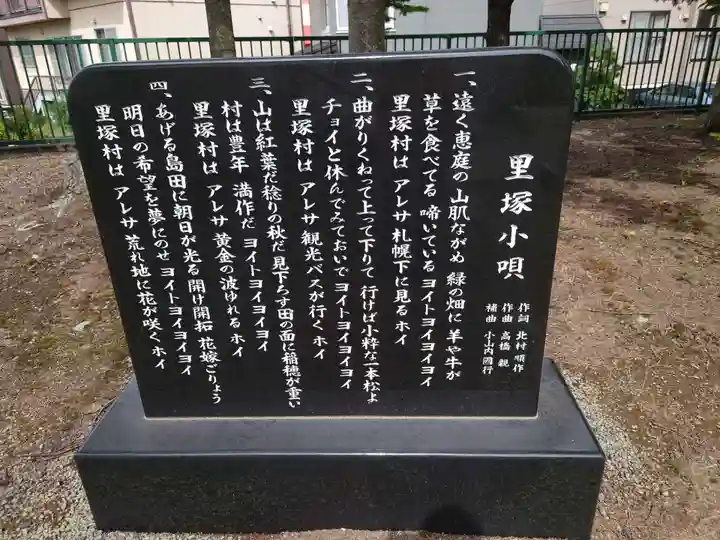 里塚小唄
作詞 北村 順作
作曲 高橋 親
補曲 小山内國行
一、遠く恵庭の 山肌ながめ 緑の畑に 羊や牛が
草を食べてる 啼いている ヨイトヨイヨイヨイ
里塚村は アレサ 札幌下に見る ホイ
二、曲がりくねって 上って下りて 行けば小粋な 一本松よ
チョイと休んで みておいで ヨイトヨイヨイヨイ
里塚村は アレサ 観光バスが行く ホイ
三、山は紅葉だ 稔りの秋だ 見下ろす田の面に 稲穂が重い
村は豊年 満作だ ヨイトヨイヨイヨイ
里塚村は アレサ 黄金の波ゆれる ホイ
四、あげる島田に 朝日が光る 開け開拓 花嫁ごりょう
明日の希望を 夢にのせ ヨイトヨイヨイヨイ
里塚村は アレサ 荒れ地に花が咲く ホイ